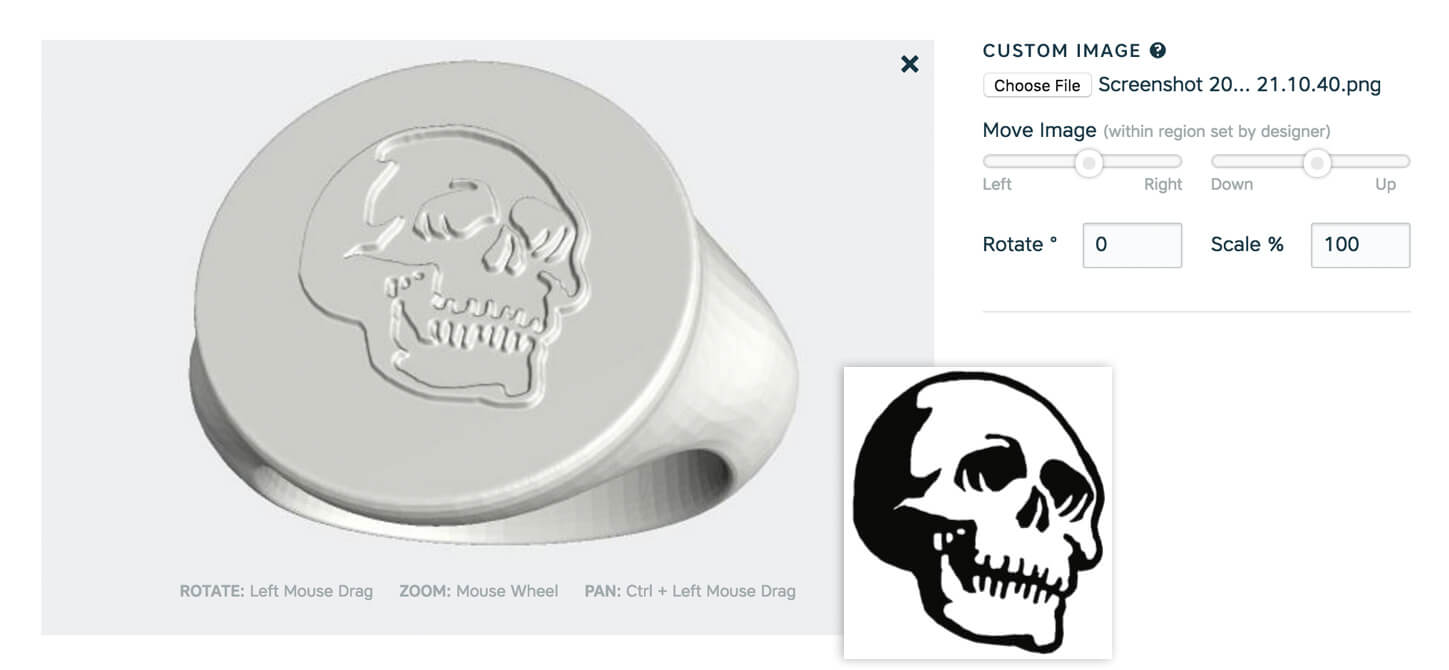 CUSTOM IMAGE ?
Choose File Screenshot 20... 21.10.40.png
Move Image (within region set by designer)
Left Right Down Up
Rotate ° 0 Scale % 100
ROTATE: Left Mouse Drag ZOOM: Mouse Wheel PAN: Ctrl + Left Mouse Drag